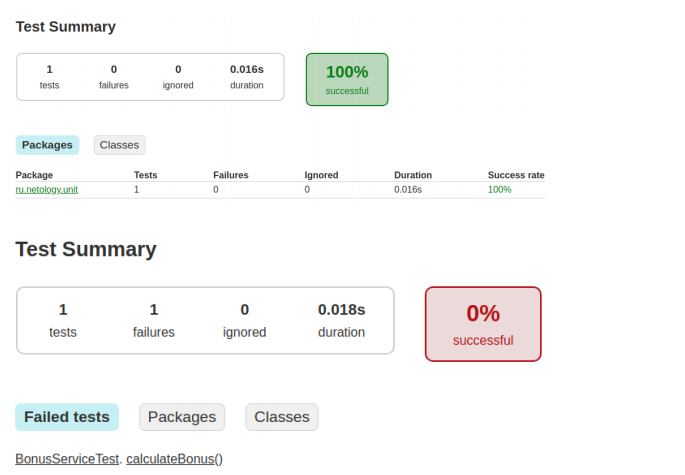 Test Summary
1 0 0 0.016s 100%
tests failures ignored duration successful
Packages Classes
Package Tests Failures Ignored Duration Success rate
ru.netology.unit 1 0 0 0.016s 100%
Test Summary
1 1 0 0.018s 0%
tests failures ignored duration successful
Failed tests Packages Classes
BonusServiceTest. calculateBonus()